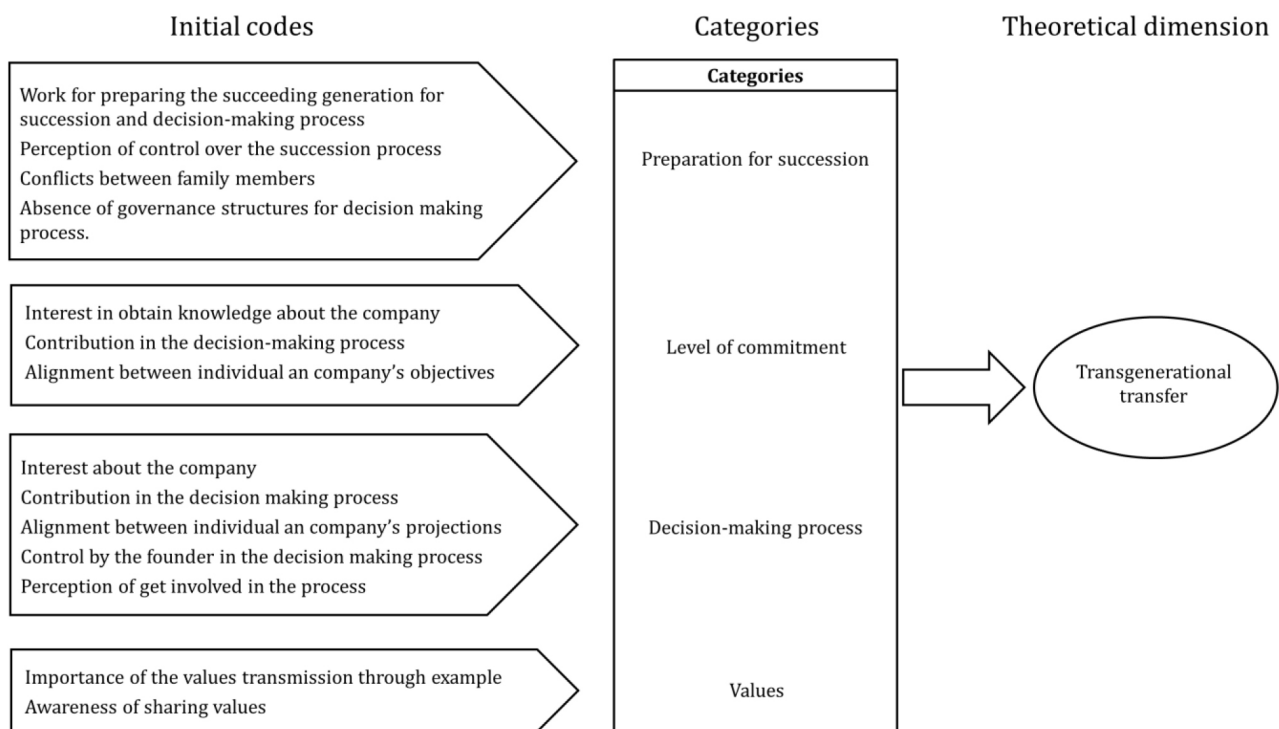 Initial codes
Categories
Theoretical dimension
Work for preparing the succeeding generation for
succession and decision-making process
Perception of control over the succession process
Conflicts between family members
Absence of governance structures for decision making
process.
Interest in obtain knowledge about the company
Contribution in the decision-making process
Alignment between individual an company's objectives
Interest about the company
Contribution in the decision making process
Alignment between individual an company's projections
Control by the founder in the decision making process
Perception of get involved in the process
Importance of the values transmission through example
Awareness of sharing values
Categories
Preparation for succession
Level of commitment
Decision-making process
Values
Transgenerational
transfer